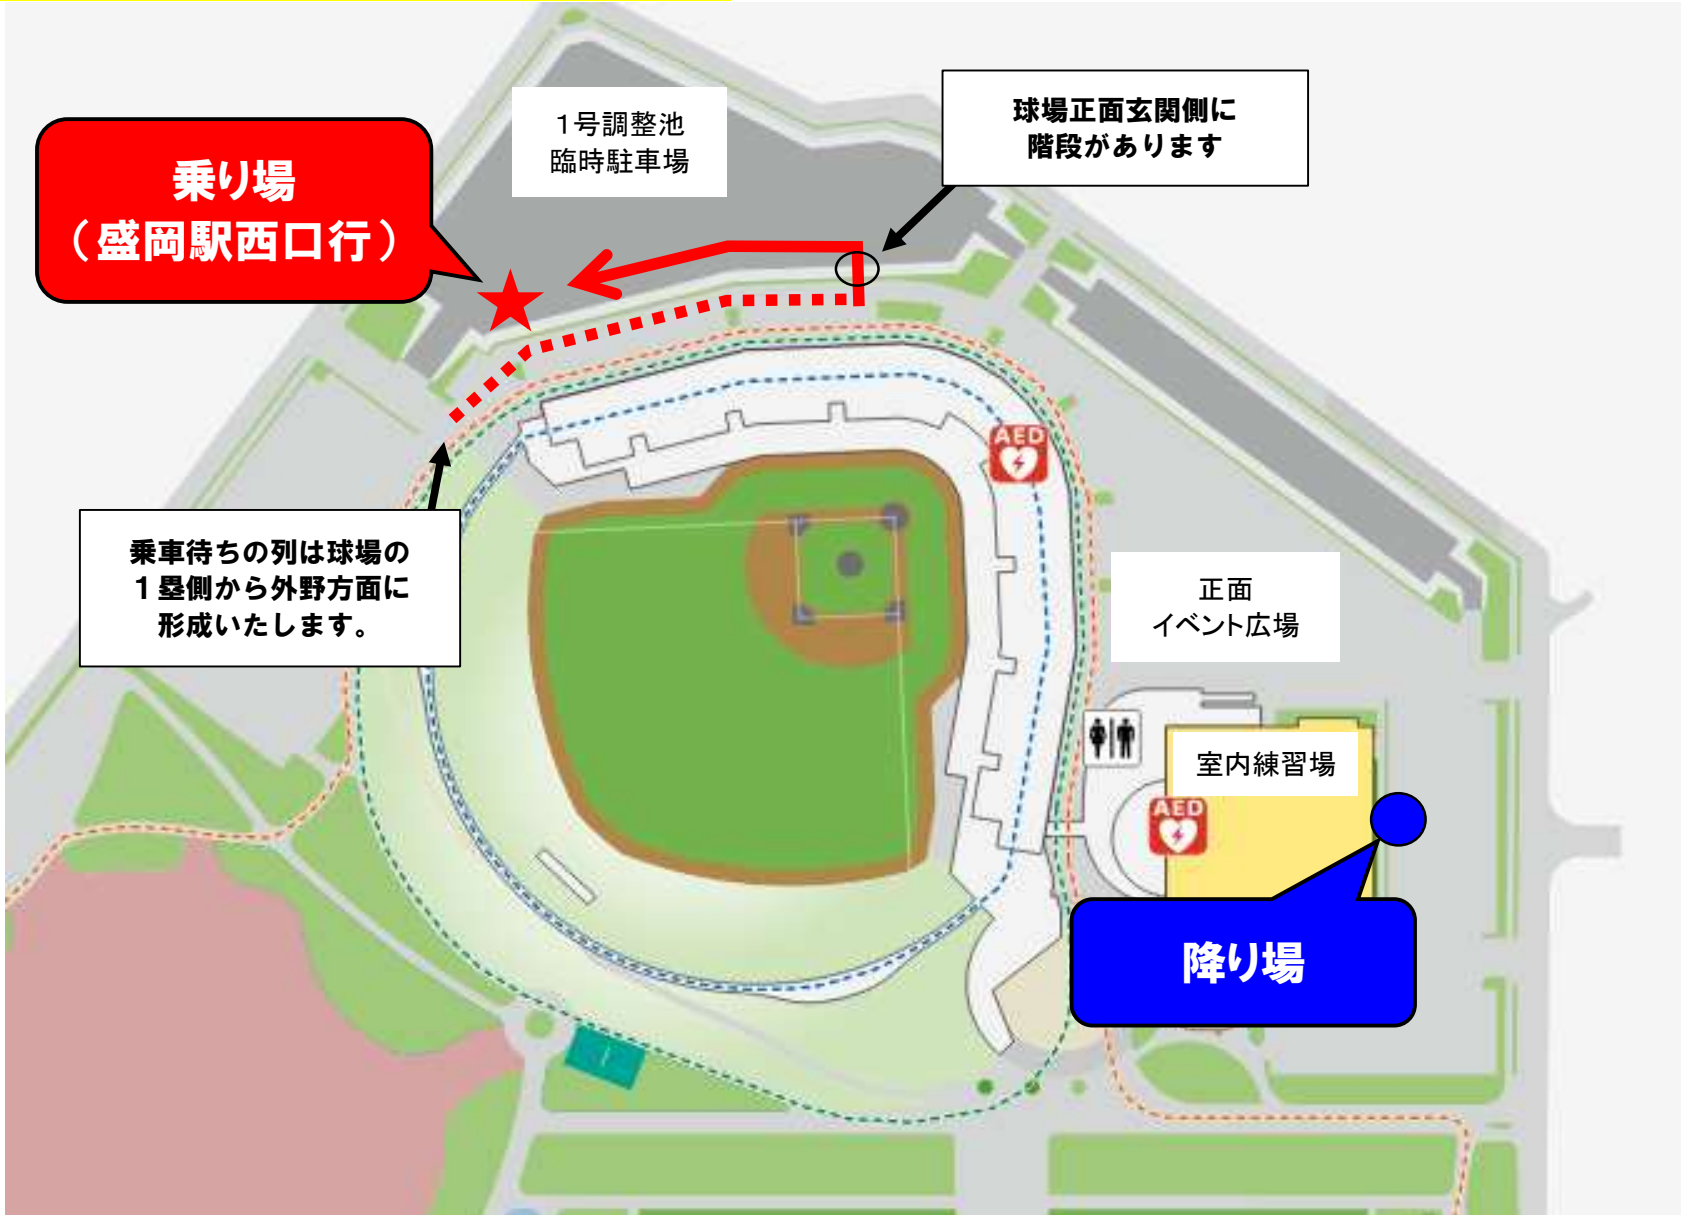 1号調整池
臨時駐車場
球場正面玄関側に
階段があります
乗り場
（盛岡駅西口行）
AED
乗車待ちの列は球場の
1塁側から外野方面に
形成いたします。
正面
イベント広場
室内練習場
AED
降り場